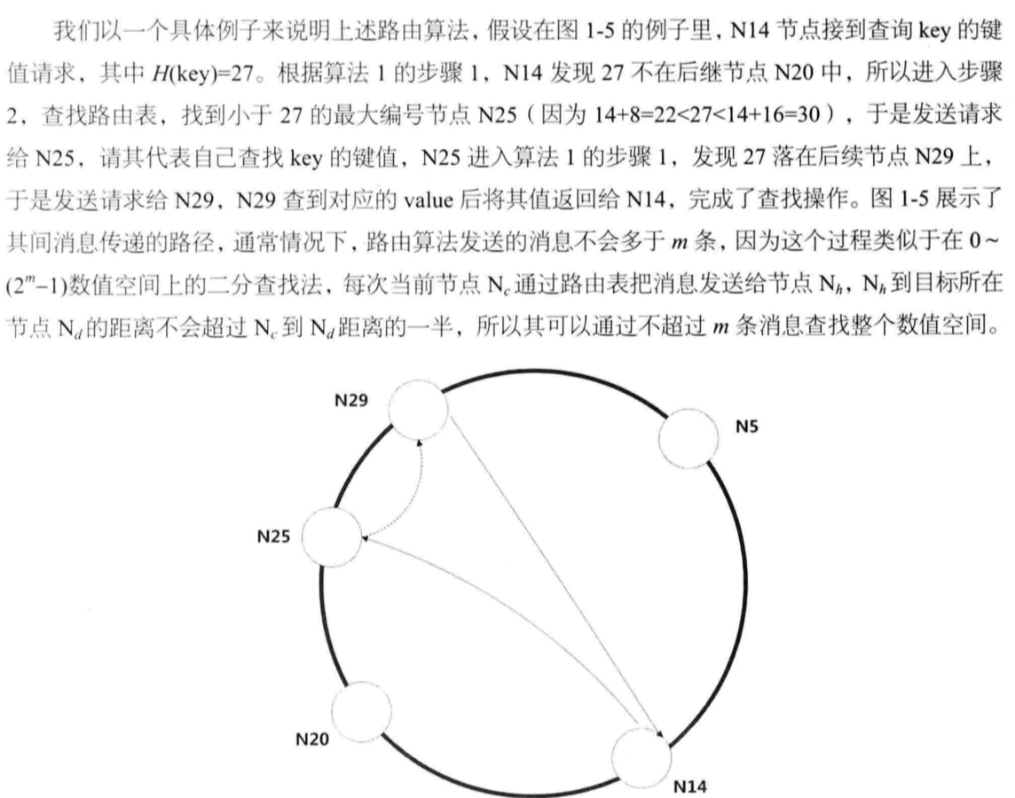 我们以一个具体例子来说明上述路由算法，假设在图 1-5 的例子里，N14 节点接到查询 key 的键
值请求，其中 H(key)=27。根据算法 1 的步骤 1，N14 发现 27 不在后继节点 N20 中，所以进入步骤
2，查找路由表，找到小于 27 的最大编号节点 N25（因为 14+8=22<27<14+16=30），于是发送请求
给 N25，请其代表自己查找 key 的键值，N25 进入算法 1 的步骤 1，发现 27 落在后续节点 N29 上，
于是发送请求给 N29，N29 查到对应的 value 后将其值返回给 N14，完成了查找操作。图 1-5 展示了
其间消息传递的路径，通常情况下，路由算法发送的消息不会多于 m 条，因为这个过程类似于在 0～
(2^m–1)数值空间上的二分查找法，每次当前节点 N_c 通过路由表把消息发送给节点 N_h，N_h 到目标所在
节点 N_d 的距离不会超过 N_c 到 N_d 距离的一半，所以其可以通过不超过 m 条消息查找整个数值空间。
N29
N5
N25
N20
N14